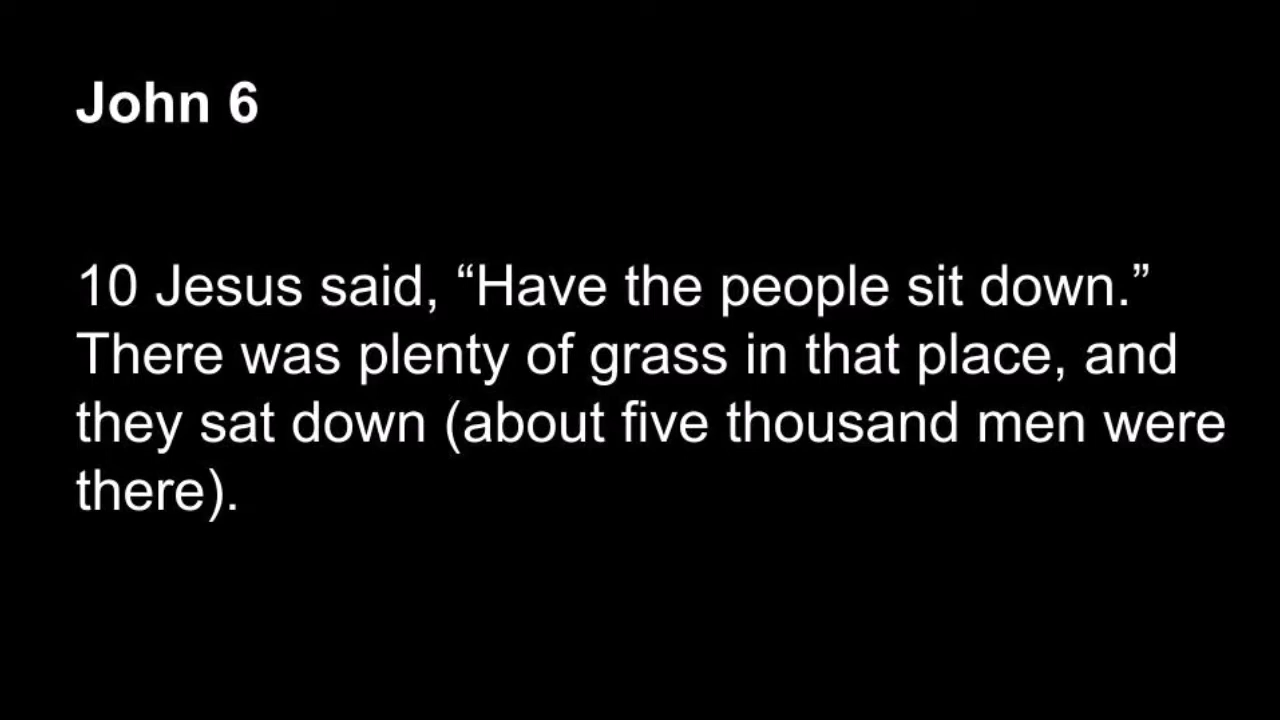 John 6
10 Jesus said, “Have the people sit down.”
There was plenty of grass in that place, and
they sat down (about five thousand men were
there).